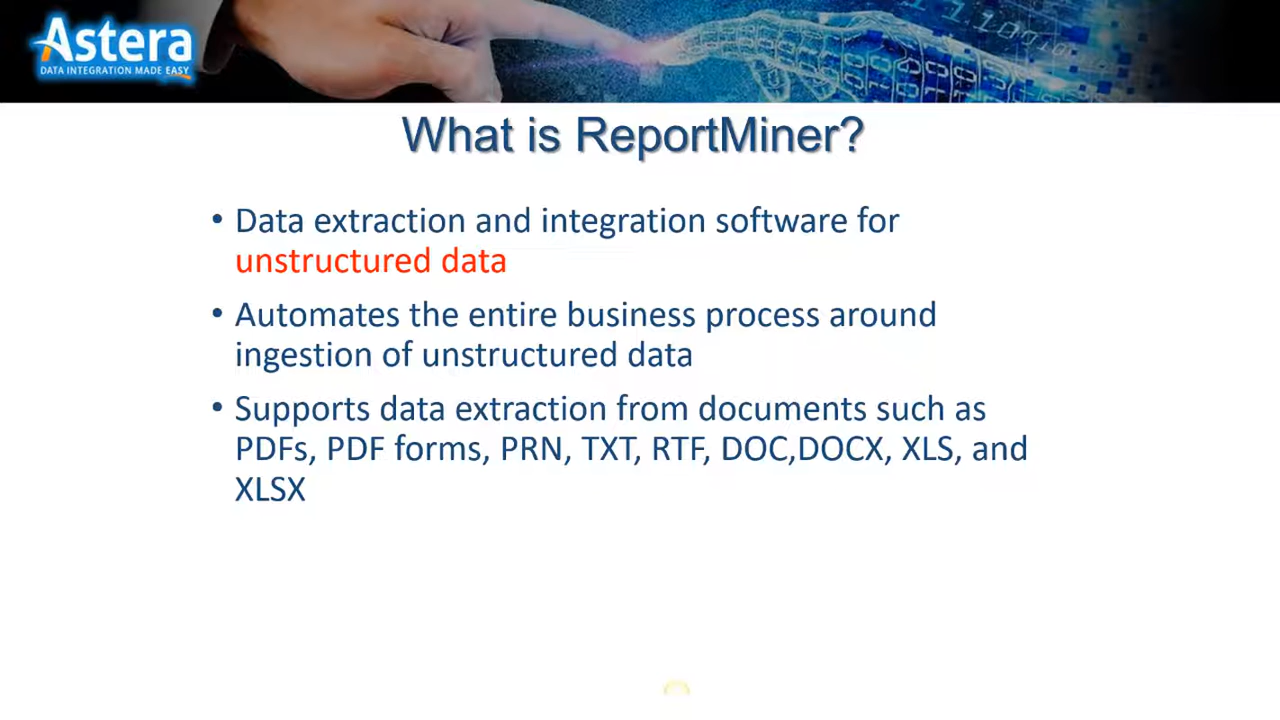 Astera
DATA INTEGRATION MADE EASY
What is ReportMiner?
• Data extraction and integration software for
unstructured data
• Automates the entire business process around
ingestion of unstructured data
• Supports data extraction from documents such as
PDFs, PDF forms, PRN, TXT, RTF, DOC,DOCX, XLS, and
XLSX